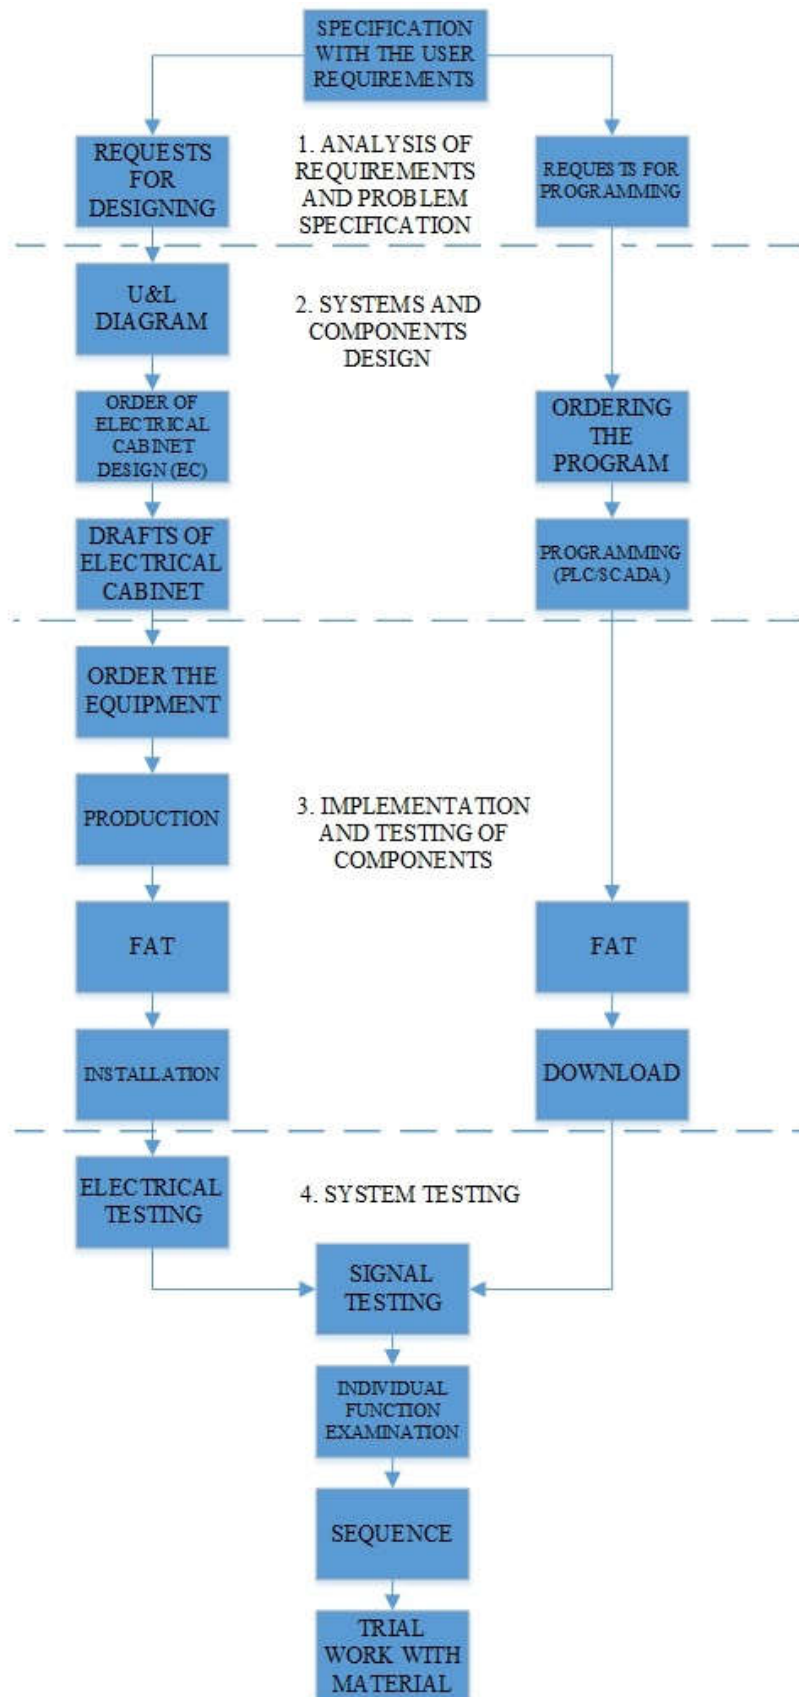 SPECIFICATION
WITH THE USER
REQUIREMENTS
REQUESTS
FOR
DESIGNING
1. ANALYSIS OF
REQUIREMENTS
AND PROBLEM
SPECIFICATION
REQUESTS FOR
PROGRAMMING
U&L
DIAGRAM
2. SYSTEMS AND
COMPONENTS
DESIGN
ORDER OF
ELECTRICAL
CABINET
DESIGN (EC)
ORDERING
THE
PROGRAM
DRAFTS OF
ELECTRICAL
CABINET
PROGRAMMING
(PLC/SCADA)
ORDER THE
EQUIPMENT
PRODUCTION
3. IMPLEMENTATION
AND TESTING OF
COMPONENTS
FAT
FAT
INSTALLATION
DOWNLOAD
ELECTRICAL
TESTING
4. SYSTEM TESTING
SIGNAL
TESTING
INDIVIDUAL
FUNCTION
EXAMINATION
SEQUENCE
TRIAL
WORK WITH
MATERIAL